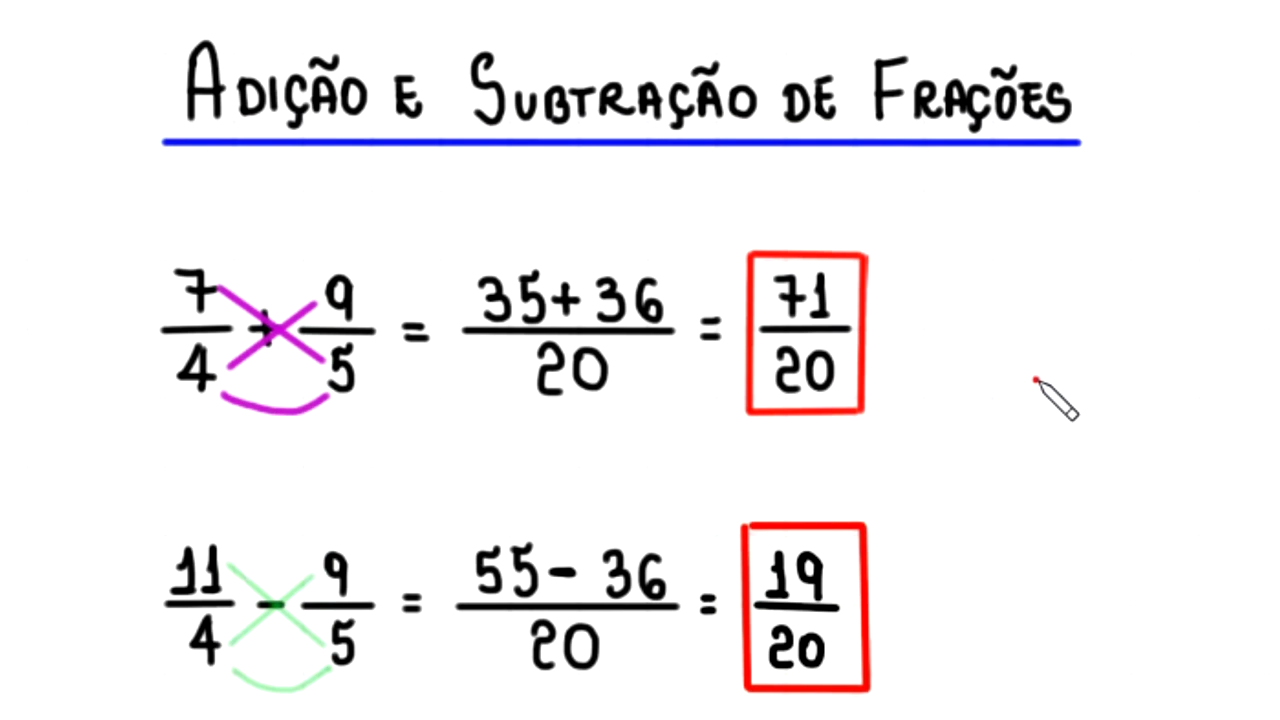 ADIÇÃO E SUBTRAÇÃO DE FRAÇÕES
7/4 + 9/5 = 35+36/20 = 71/20
11/4 - 9/5 = 55-36/20 = 19/20